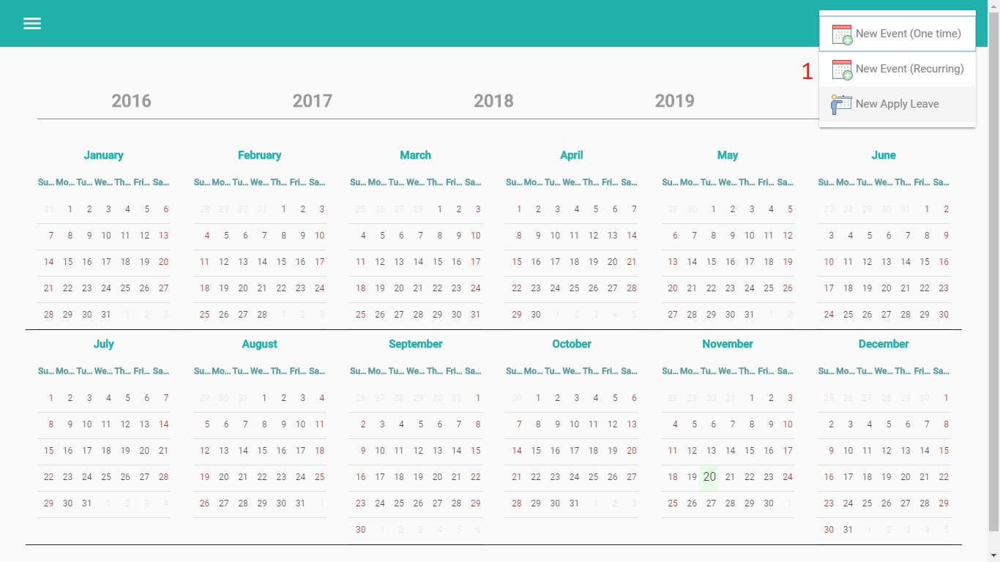 New Event (One time)
1 New Event (Recurring)
2016 2017 2018 2019 New Apply Leave
January February March April May June
Su... Mo... Tu... We... Th... Fri... Sa... Su... Mo... Tu... We... Th... Fri... Sa... Su... Mo... Tu... We... Th... Fri... Sa... Su... Mo... Tu... We... Th... Fri... Sa... Su... Mo... Tu... We... Th... Fri... Sa... Su... Mo... Tu... We... Th... Fri... Sa...
31 1 2 3 4 5 6 28 29 30 31 1 2 3 25 26 27 28 1 2 3 1 2 3 4 5 6 7 29 30 1 2 3 4 5 27 28 29 30 31 1 2
7 8 9 10 11 12 13 4 5 6 7 8 9 10 4 5 6 7 8 9 10 8 9 10 11 12 13 14 6 7 8 9 10 11 12 3 4 5 6 7 8 9
14 15 16 17 18 19 20 11 12 13 14 15 16 17 11 12 13 14 15 16 17 15 16 17 18 19 20 21 13 14 15 16 17 18 19 10 11 12 13 14 15 16
21 22 23 24 25 26 27 18 19 20 21 22 23 24 18 19 20 21 22 23 24 22 23 24 25 26 27 28 20 21 22 23 24 25 26 17 18 19 20 21 22 23
28 29 30 31 1 2 3 25 26 27 28 1 2 3 25 26 27 28 29 30 31 29 30 1 2 3 4 5 27 28 29 30 31 1 2 24 25 26 27 28 29 30
July August September October November December
Su... Mo... Tu... We... Th... Fri... Sa... Su... Mo... Tu... We... Th... Fri... Sa... Su... Mo... Tu... We... Th... Fri... Sa... Su... Mo... Tu... We... Th... Fri... Sa... Su... Mo... Tu... We... Th... Fri... Sa... Su... Mo... Tu... We... Th... Fri... Sa...
1 2 3 4 5 6 7 29 30 31 1 2 3 4 26 27 28 29 30 31 1 30 1 2 3 4 5 6 28 29 30 31 1 2 3 25 26 27 28 29 30 1
8 9 10 11 12 13 14 5 6 7 8 9 10 11 2 3 4 5 6 7 8 7 8 9 10 11 12 13 4 5 6 7 8 9 10 2 3 4 5 6 7 8
15 16 17 18 19 20 21 12 13 14 15 16 17 18 9 10 11 12 13 14 15 14 15 16 17 18 19 20 11 12 13 14 15 16 17 9 10 11 12 13 14 15
22 23 24 25 26 27 28 19 20 21 22 23 24 25 16 17 18 19 20 21 22 21 22 23 24 25 26 27 18 19 20 21 22 23 24 16 17 18 19 20 21 22
29 30 31 1 2 3 4 26 27 28 29 30 31 1 23 24 25 26 27 28 29 28 29 30 31 1 2 3 25 26 27 28 29 30 1 23 24 25 26 27 28 29
30 1 2 3 4 5 6 30 31 1 2 3 4 5